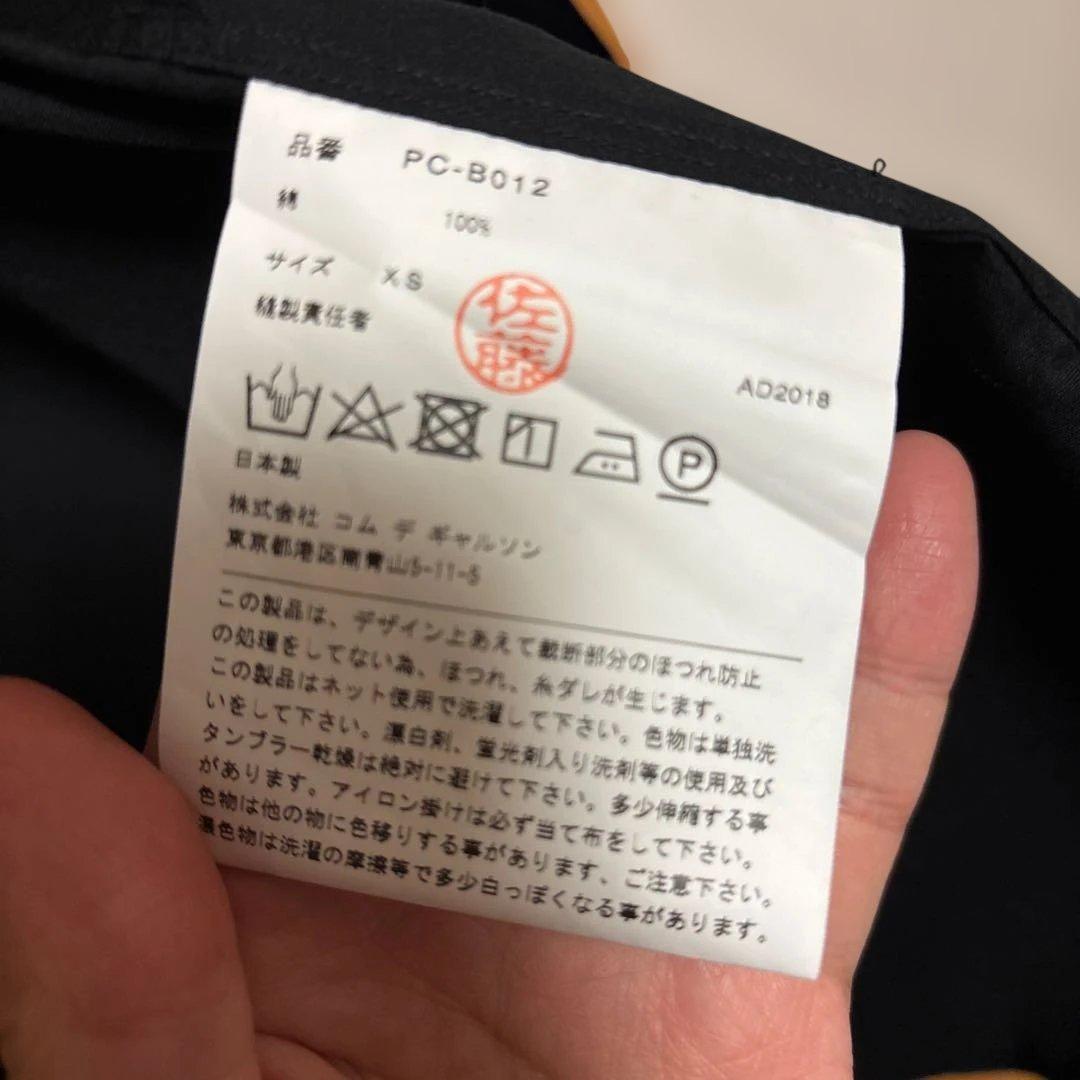 品番 PC-B012
綿 100%
サイズ XS
縫製責任者 佐藤
AD2018
P
日本製
株式会社 コム デ ギャルソン
東京都港区南青山5-11-5
この製品は、デザイン上あえて裁断部分のほつれ防止
の処理をしてない為、ほつれ、糸ダレが生じます。
この製品はネット使用で洗濯して下さい。色物は単独洗
いをして下さい。漂白剤、蛍光剤入り洗剤等の使用及び
タンブラー乾燥は絶対に避けて下さい。多少伸縮する事
があります。アイロン掛けは必ず当て布をして下さい。
色物は他の物に色移りする事があります、ご注意下さい。
濃色物は洗濯の摩擦等で多少白っぽくなる事があります。